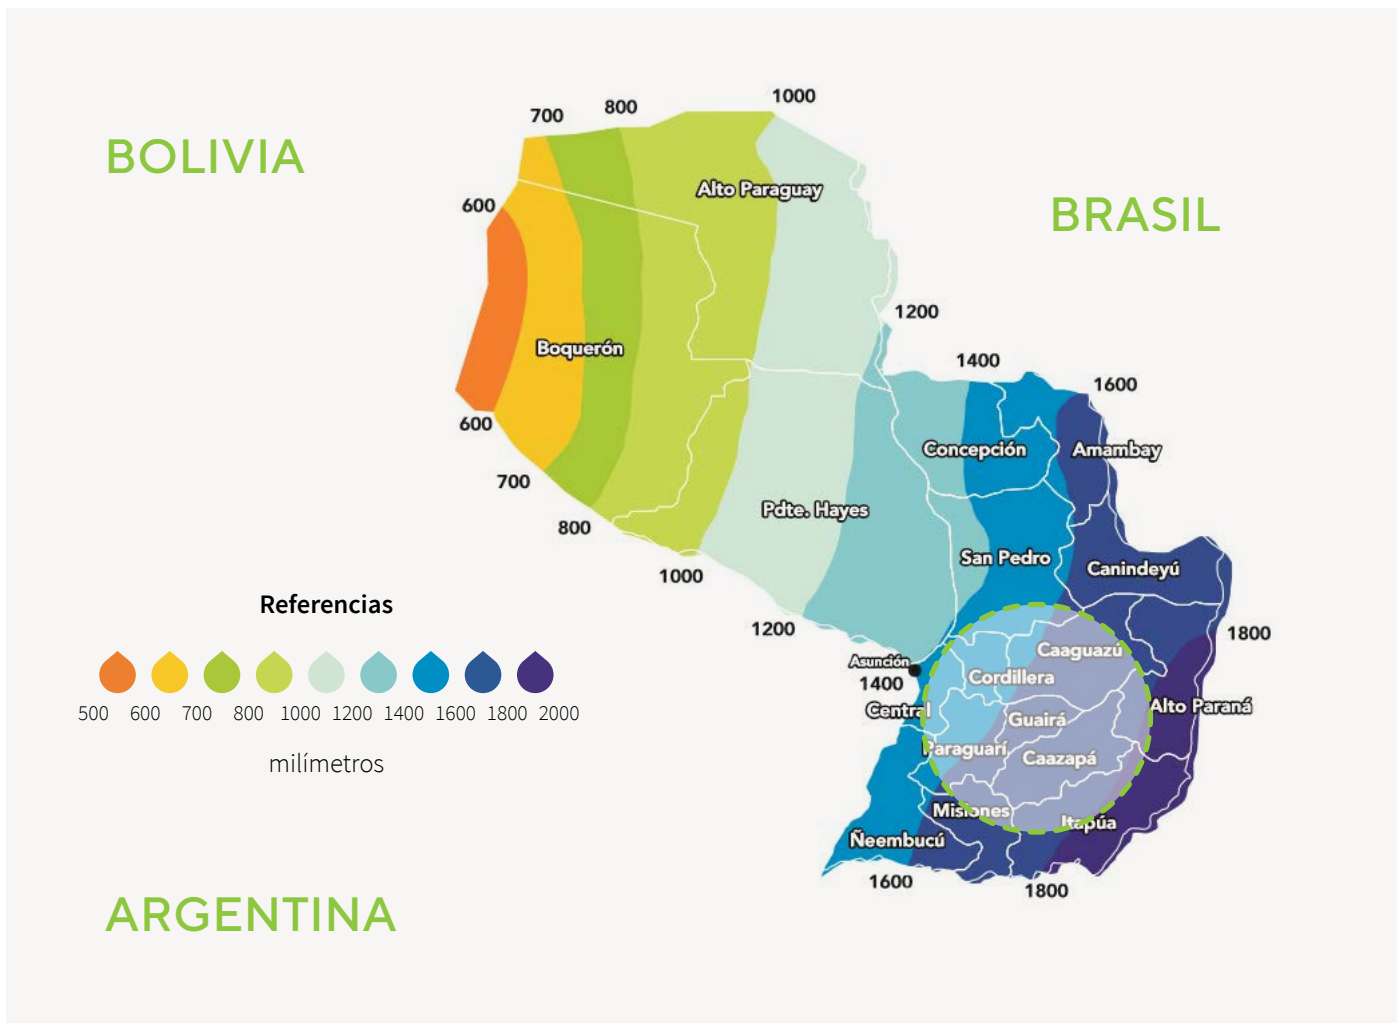 1000
800
700
BOLIVIA
Alto Paraguay
BRASIL
600
1200
Boquerón
1400
1600
600
Concepción
Amambay
700
Pdte. Hayes
800
San Pedro
Canindeyú
1000
Referencias
1200
1800
Caaguazú
Asunción
Cordillera
1400
Central
Alto Paraná
500 600 700 800 1000 1200 1400 1600 1800 2000
Guairá
Paraguarí
Caazapá
milímetros
Misiones
Itapúa
Ñeembucú
1600
1800
ARGENTINA